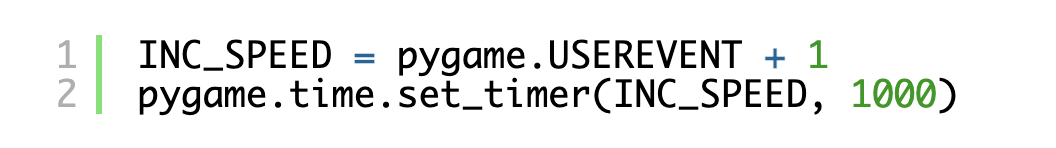 1 INC_SPEED = pygame.USEREVENT + 1
2 pygame.time.set_timer(INC_SPEED, 1000)